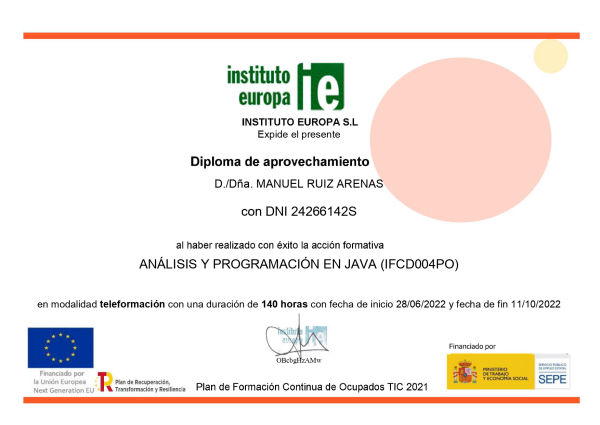 instituto
europa ie
INSTITUTO EUROPA S.L
Expide el presente
Diploma de aprovechamiento
D./Dña. MANUEL RUIZ ARENAS
con DNI 24266142S
al haber realizado con éxito la acción formativa
ANÁLISIS Y PROGRAMACIÓN EN JAVA (IFCD004PO)
en modalidad teleformación con una duración de 140 horas con fecha de inicio 28/06/2022 y fecha de fin 11/10/2022
instituto
europa
OBcbgHzAMw
Financiado por
la Unión Europea
Next Generation EU
Plan de Recuperación,
Transformación y Resiliencia
Plan de Formación Continua de Ocupados TIC 2021
Financiado por
MINISTERIO
DE TRABAJO
Y ECONOMÍA SOCIAL
SERVICIO PÚBLICO
DE EMPLEO ESTATAL
SEPE